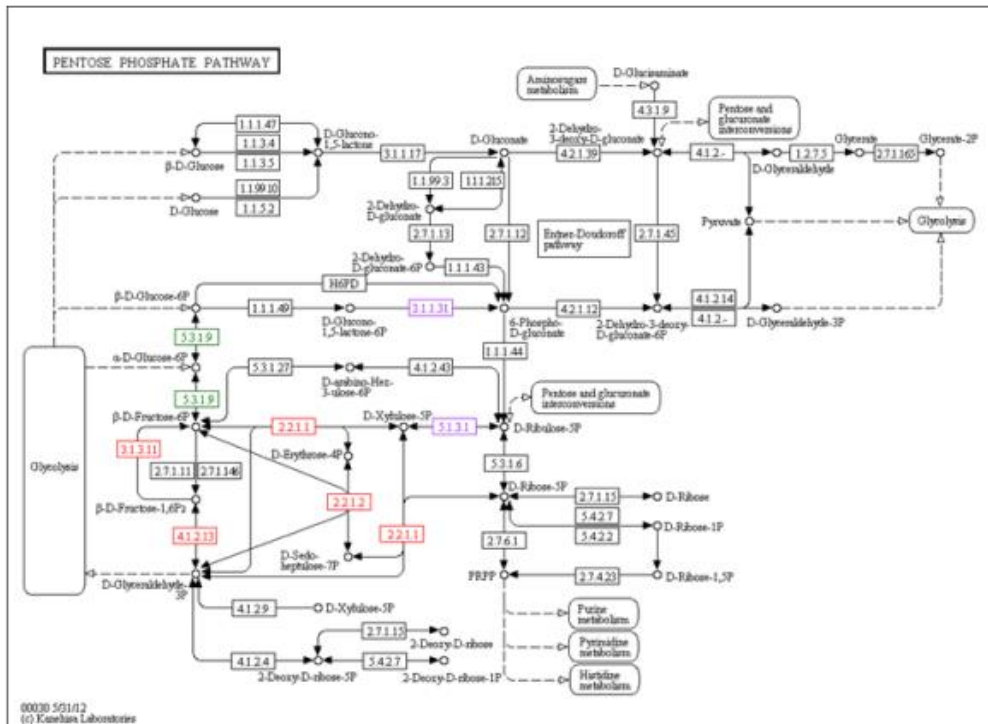 PENTOSE PHOSPHATE PATHWAY
D-Glucosaminate
Aminosugars
metabolism
4.3.1.9
Pentose and
glucuronate
interconversions
1.1.1.47
D-Glucono-
1,5-lactone
1.1.3.4
1.1.3.5
β-D-Glucose
3.1.1.17
D-Gluconate
2-Dehydro-
3-deoxy-D-gluconate
4.2.1.39
4.1.2.-
D-Glyceraldehyde
1.2.7.5
Glycerate
2.7.1.165
Glycerate-2P
1.1.99.10
1.1.5.2
D-Glucose
1.1.99.3
1.1.1.215
2-Dehydro-
D-gluconate
2.7.1.13
2.7.1.12
Entner-Doudoroff
pathway
2.7.1.45
Pyruvate
Glycolysis
2-Dehydro-
D-gluconate-6P
1.1.1.43
H6PD
β-D-Glucose-6P
1.1.1.49
D-Glucono-
1,5-lactone-6P
3.1.1.31
6-Phospho-
D-gluconate
4.2.1.12
2-Dehydro-3-deoxy-
D-gluconate-6P
4.1.2.14
4.1.2.-
D-Glyceraldehyde-3P
5.3.1.9
1.1.1.44
α-D-Glucose-6P
5.3.1.27
D-arabino-Hex-
3-ulose-6P
4.1.2.43
5.3.1.9
Pentose and glucuronate
interconversions
β-D-Fructose-6P
2.2.1.1
D-Xylulose-5P
5.1.3.1
D-Ribulose-5P
3.1.3.11
D-Erythrose-4P
Glycolysis
2.7.1.11
2.7.1.146
5.3.1.6
β-D-Fructose-1,6P2
2.2.1.2
D-Ribose-5P
2.7.1.15
D-Ribose
5.4.2.7
5.4.2.2
D-Ribose-1P
4.1.2.13
2.2.1.1
2.7.6.1
D-Sedo-
heptulose-7P
D-Glyceraldehyde-
3P
PRPP
2.7.4.23
D-Ribose-1,5P
4.1.2.9
D-Xylulose-5P
Purine
metabolism
2.7.1.15
2-Deoxy-D-ribose
Pyrimidine
metabolism
4.1.2.4
2-Deoxy-D-ribose-5P
5.4.2.7
2-Deoxy-D-ribose-1P
Histidine
metabolism
00030 5/31/12
(c) Kanehisa Laboratories